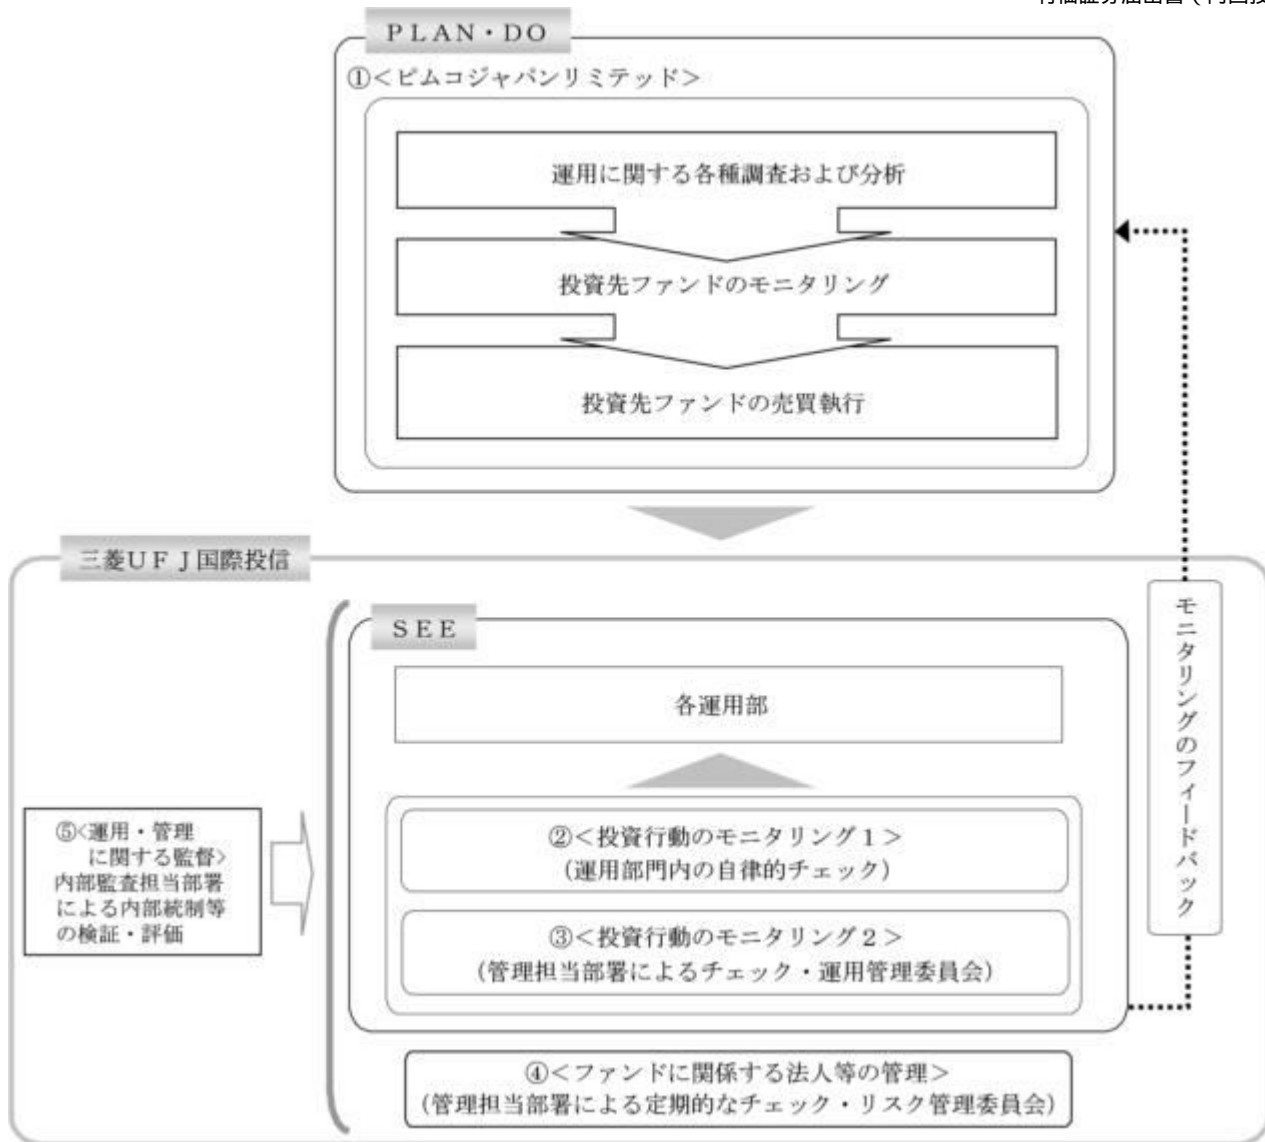 ＰＬＡＮ・ＤＯ
①＜ピムコジャパンリミテッド＞
運用に関する各種調査および分析
投資先ファンドのモニタリング
投資先ファンドの売買執行
三菱ＵＦＪ国際投信
ＳＥＥ
各運用部
②＜投資行動のモニタリング１＞
（運用部門内の自律的チェック）
③＜投資行動のモニタリング２＞
（管理担当部署によるチェック・運用管理委員会）
④＜ファンドに関係する法人等の管理＞
（管理担当部署による定期的なチェック・リスク管理委員会）
⑤＜運用・管理
に関する監督＞
内部監査担当部署
による内部統制等
の検証・評価
モニタリングのフィードバック